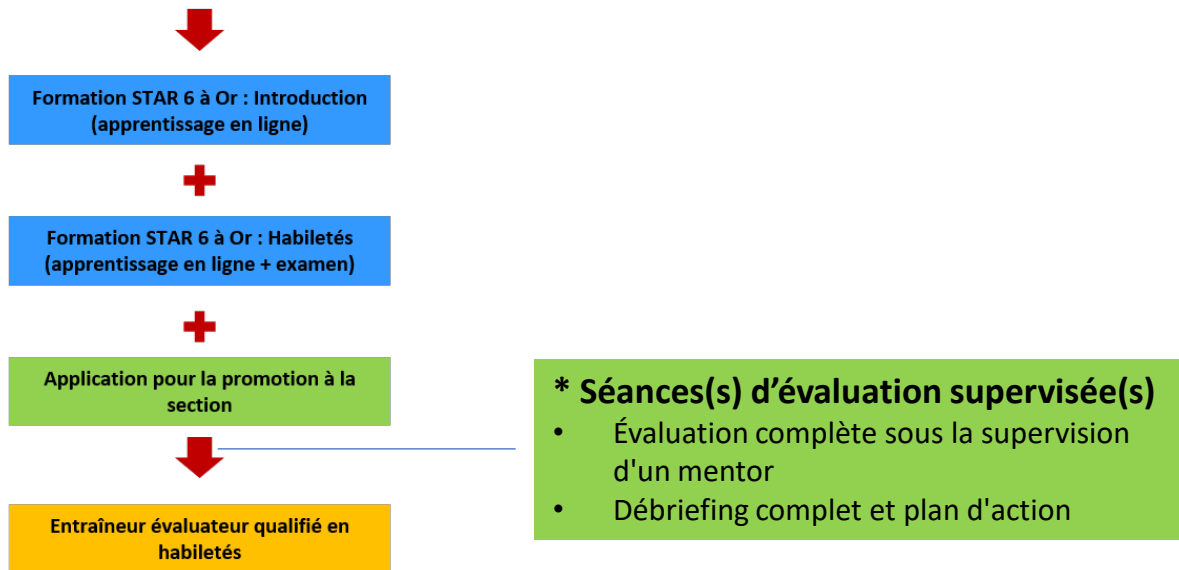 Formation STAR 6 à Or : Introduction
(apprentissage en ligne)
Formation STAR 6 à Or : Habiletés
(apprentissage en ligne + examen)
Application pour la promotion à la
section
* Séances(s) d'évaluation supervisée(s)
• Évaluation complète sous la supervision
d'un mentor
• Débriefing complet et plan d'action
Entraîneur évaluateur qualifié en
habiletés